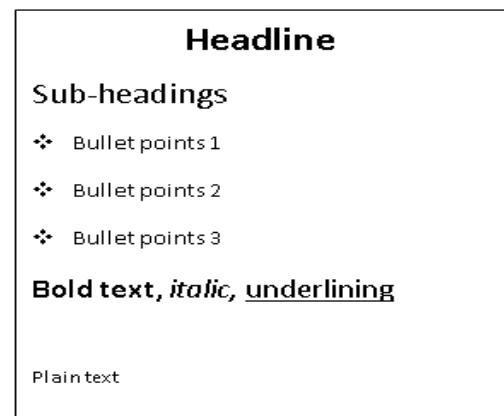 Headline
Sub-headings
❖ Bullet points 1
❖ Bullet points 2
❖ Bullet points 3
Bold text, italic, underlining
Plain text